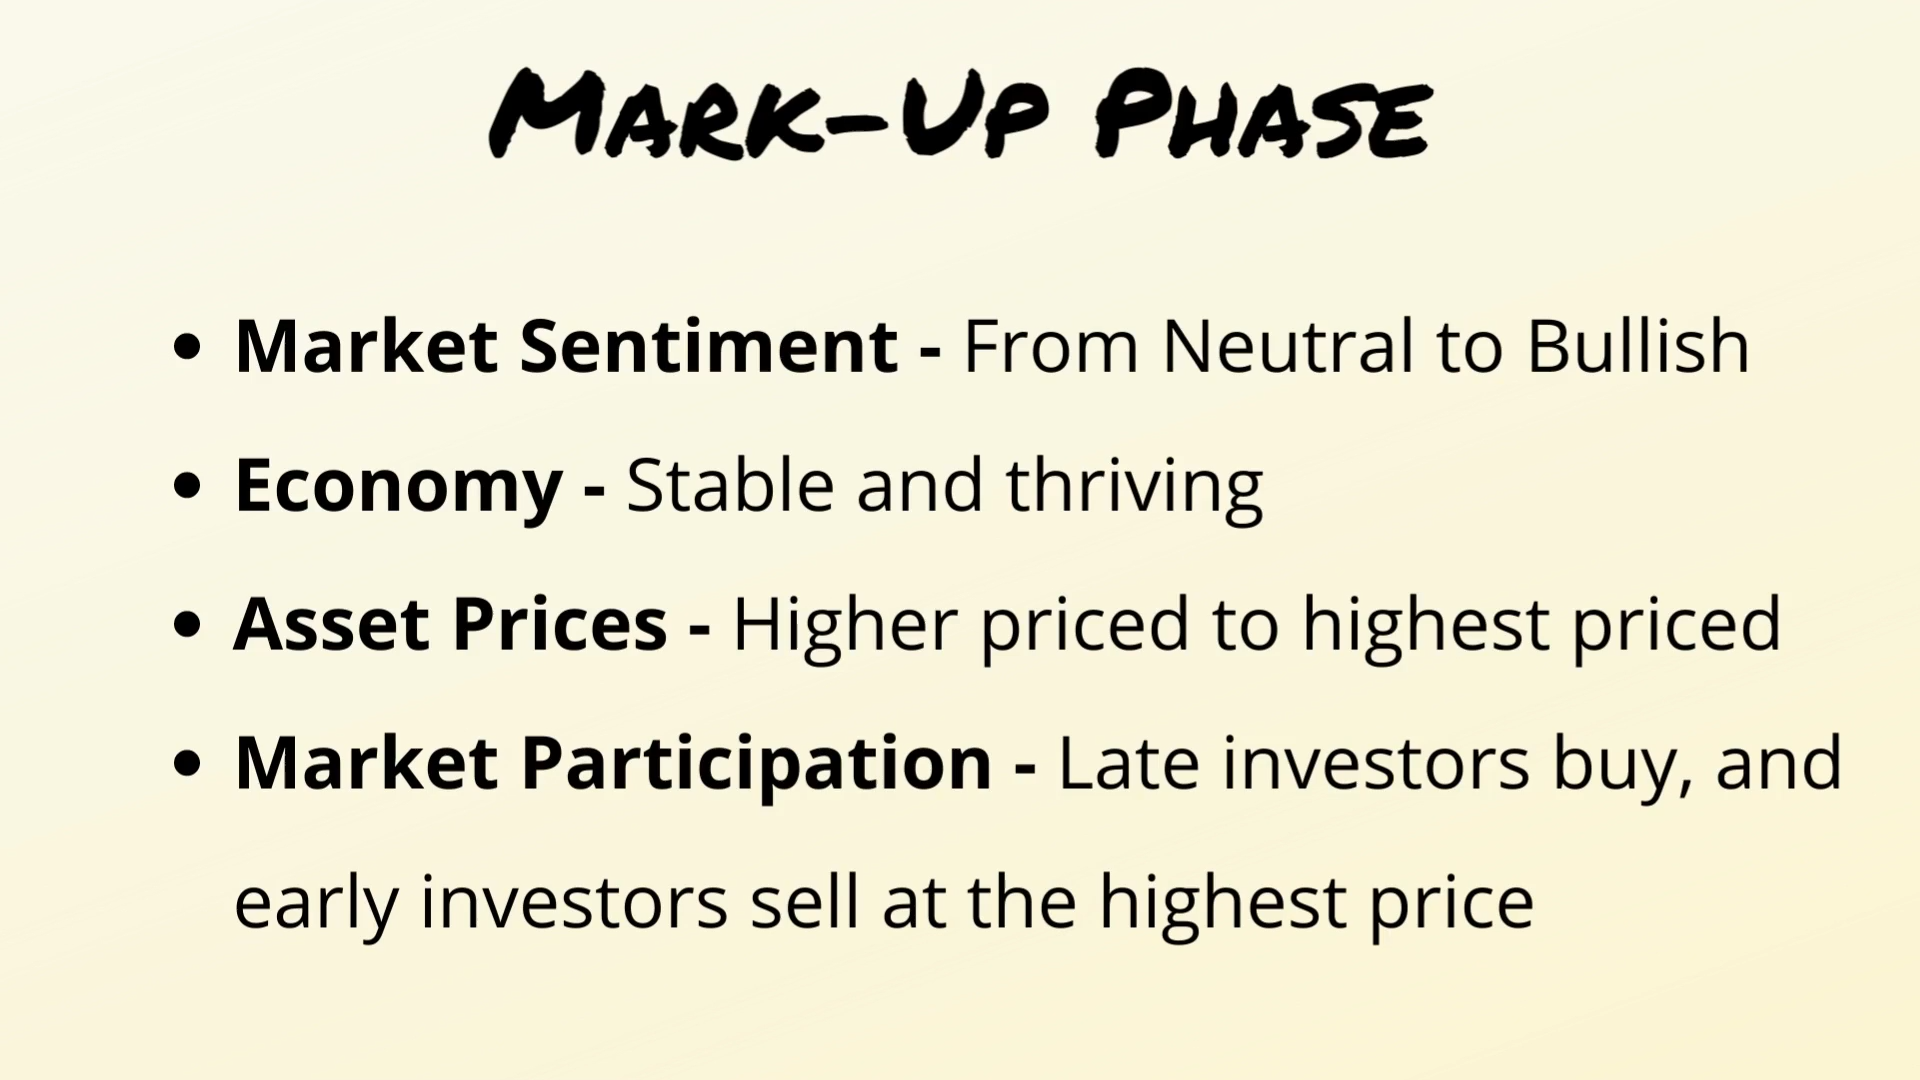 Mark-Up Phase
• Market Sentiment - From Neutral to Bullish
• Economy - Stable and thriving
• Asset Prices - Higher priced to highest priced
• Market Participation - Late investors buy, and
early investors sell at the highest price